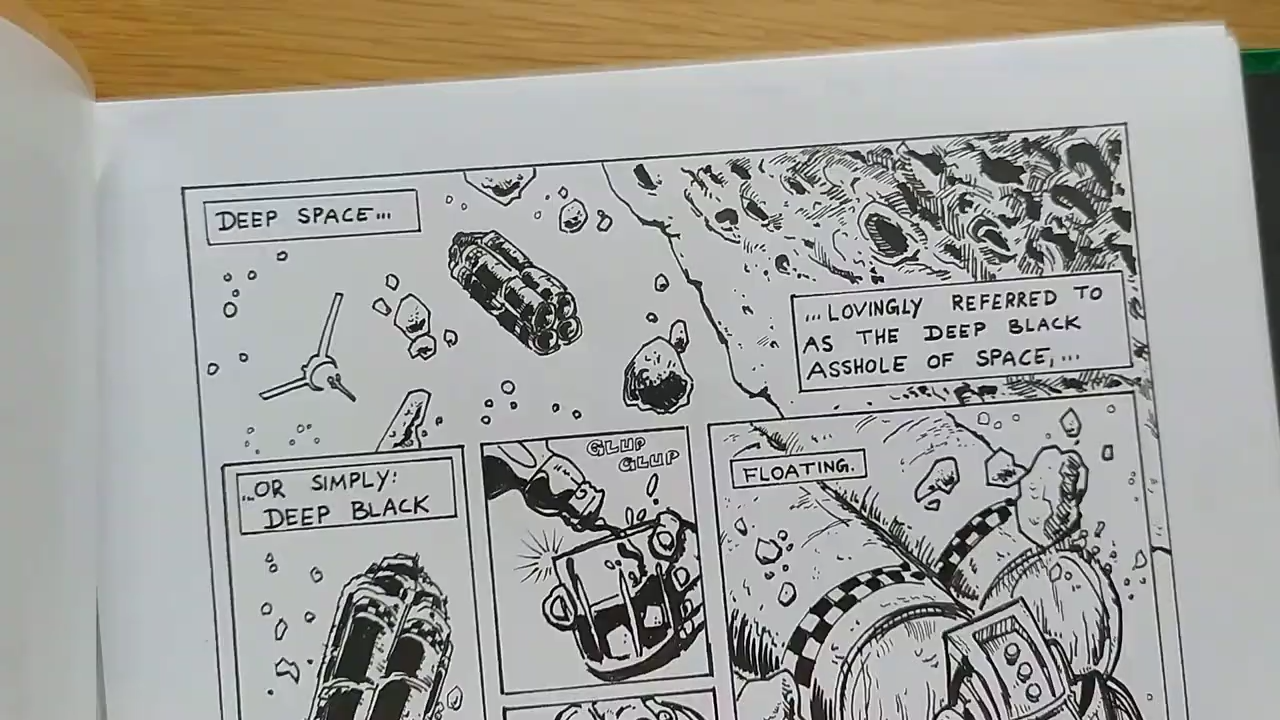 DEEP SPACE...
...LOVINGLY REFERRED TO
AS THE DEEP BLACK
ASSHOLE OF SPACE,...
...OR SIMPLY:
DEEP BLACK
GLUP
GLUP
FLOATING.